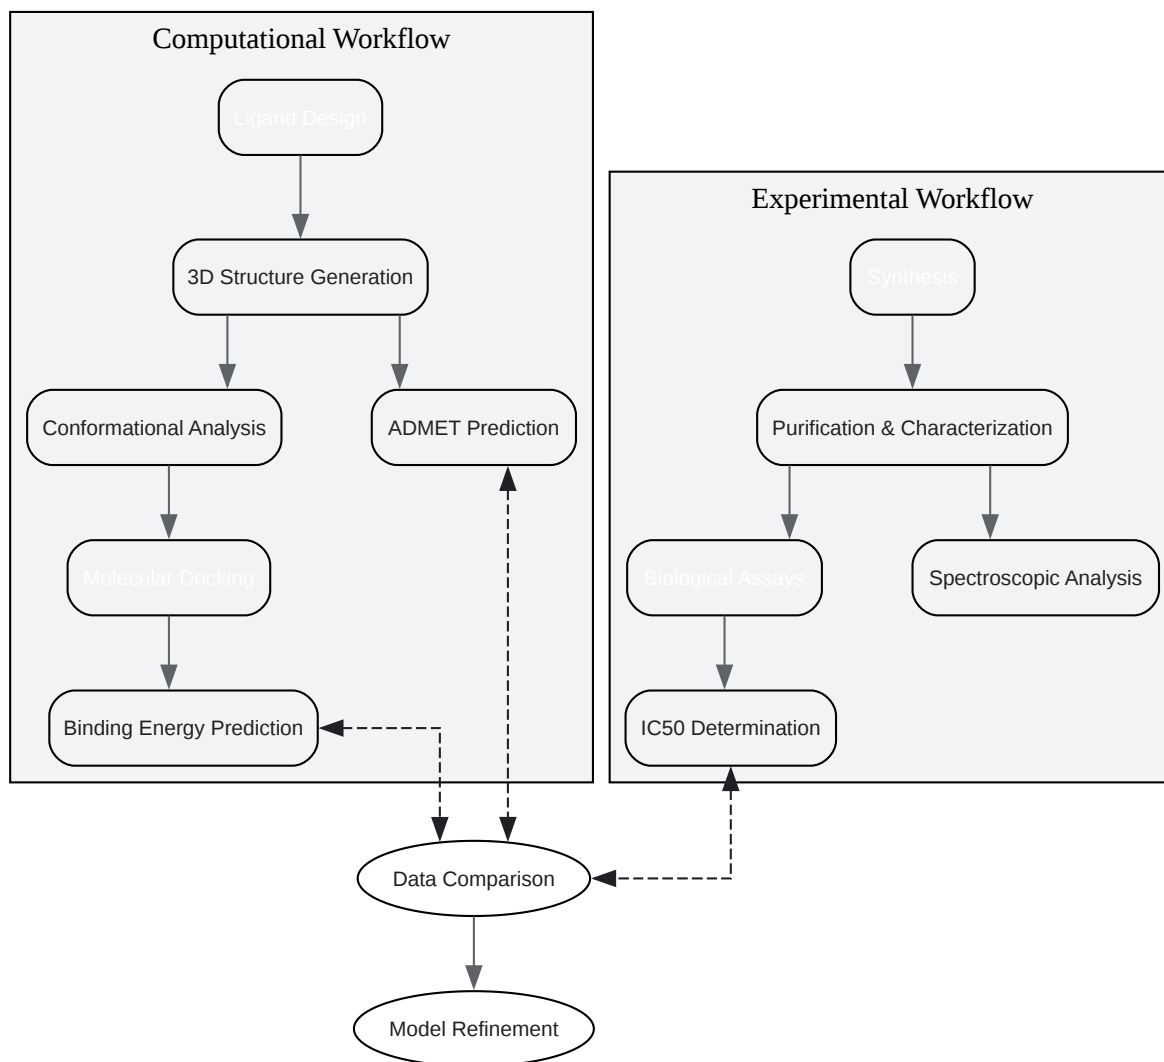 Computational Workflow
Ligand Design
3D Structure Generation
Conformational Analysis
ADMET Prediction
Molecular Docking
Binding Energy Prediction
Experimental Workflow
Synthesis
Purification & Characterization
Biological Assays
Spectroscopic Analysis
IC50 Determination
Data Comparison
Model Refinement